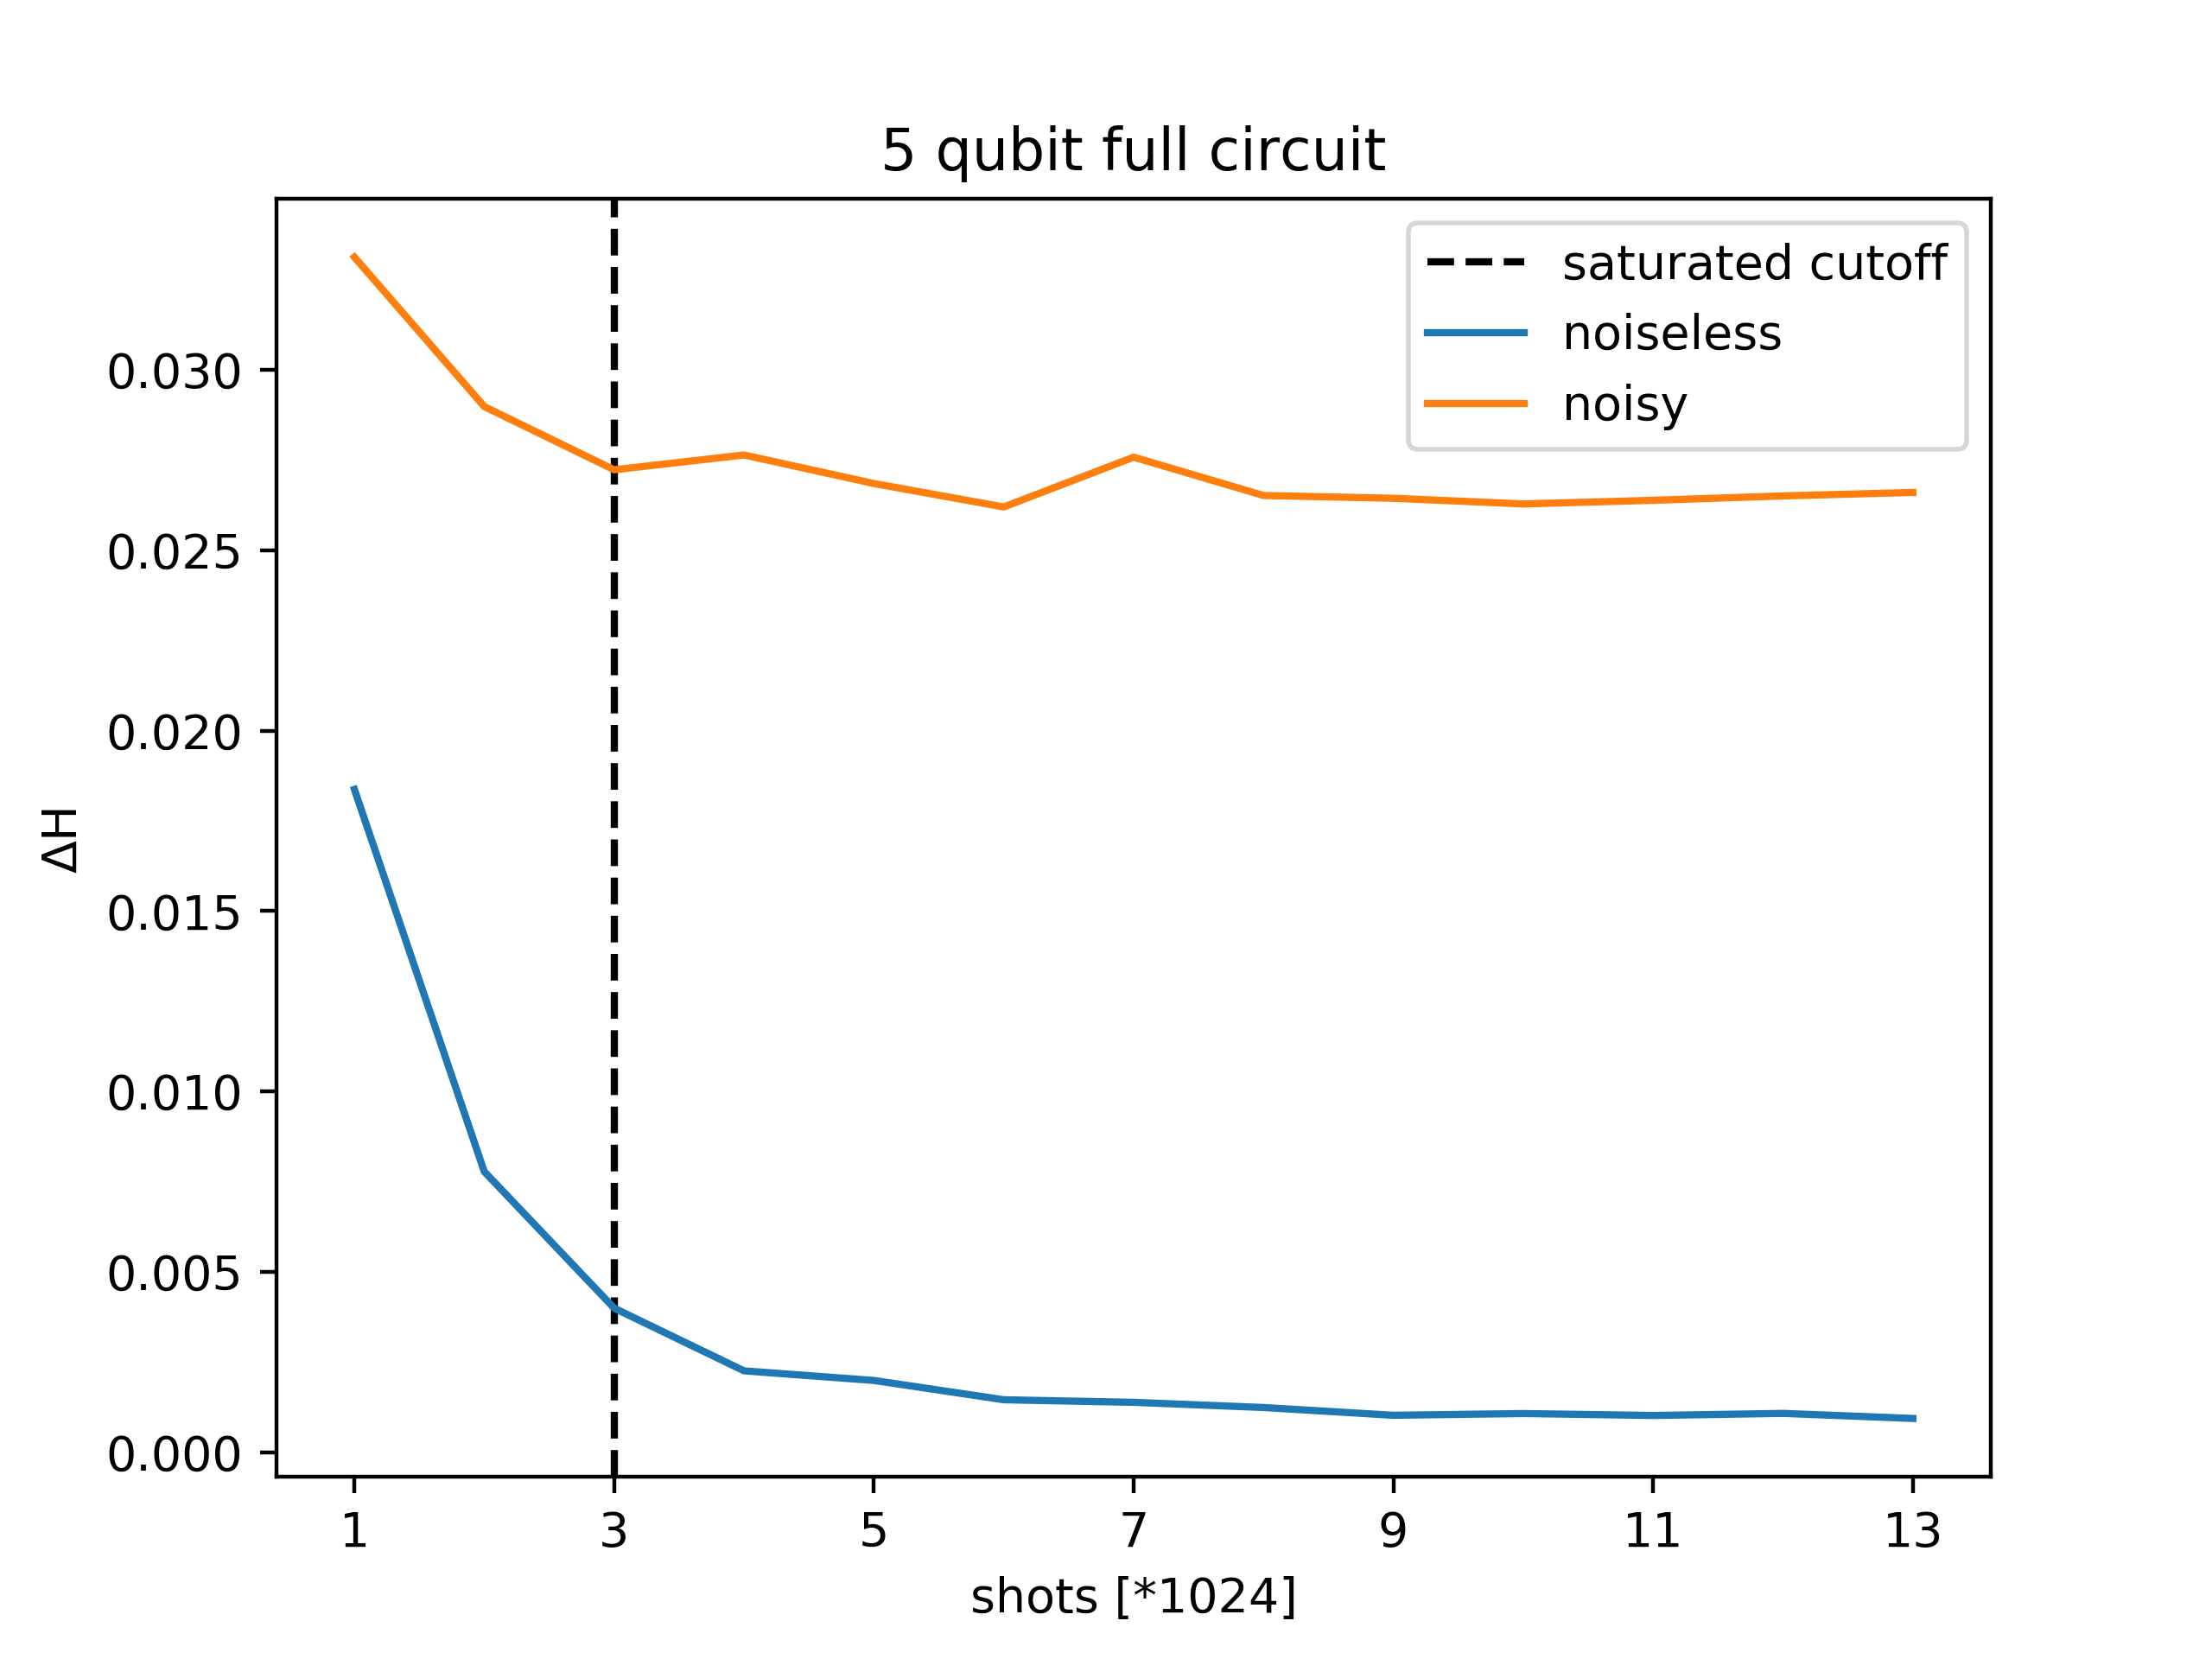 5 qubit full circuit
saturated cutoff
noiseless
noisy
0.030
0.025
0.020
0.015
0.010
0.005
0.000
ΔH
1 3 5 7 9 11 13
shots [*1024]